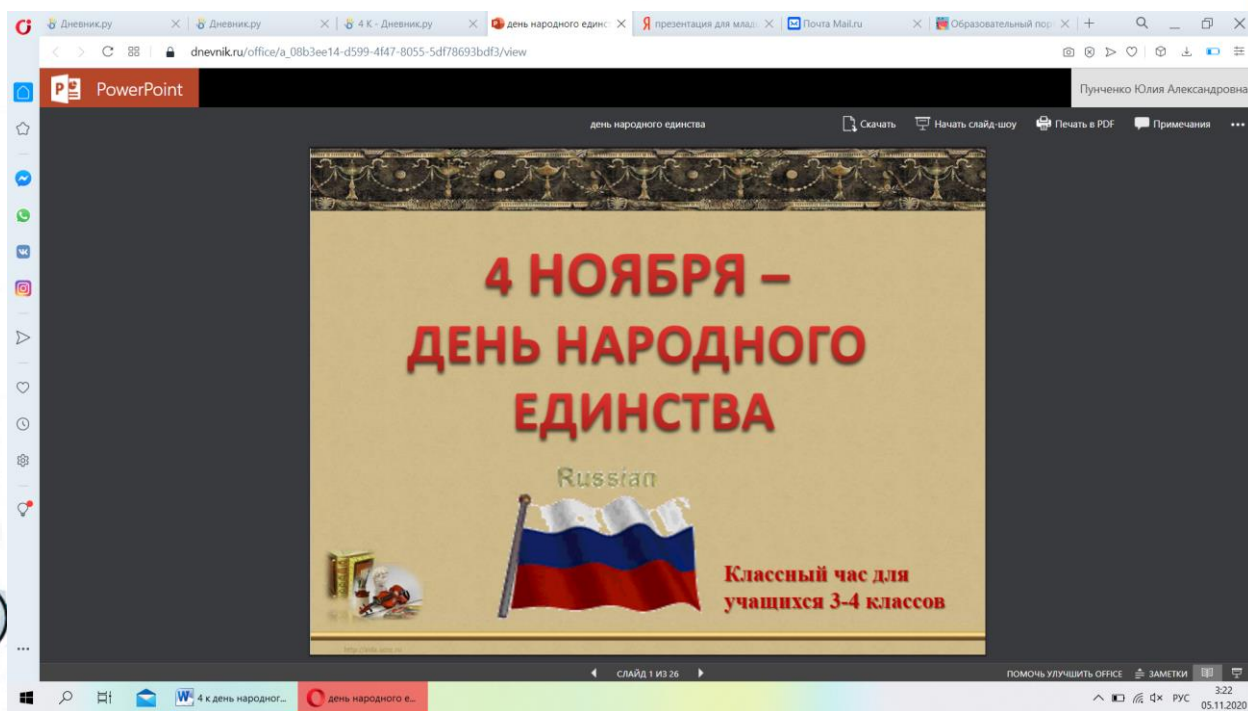 Дневник.ру
Дневник.ру
4 К - Дневник.ру
день народного единс
презентация для млад
Почта Mail.ru
Образовательный пор
dnevnik.ru/office/a_08b3ee14-d599-4f47-8055-5df78693bdf3/view
PowerPoint
Пунченко Юлия Александровна
день народного единства
Скачать
Начать слайд-шоу
Печать в PDF
Примечания
4 НОЯБРЯ –
ДЕНЬ НАРОДНОГО
ЕДИНСТВА
Russian
Классный час для
учащихся 3-4 классов
СЛАЙД 1 ИЗ 26
ПОМОЧЬ УЛУЧШИТЬ OFFICE
ЗАМЕТКИ
4 к день народног...
день народного е...
РУС
3:22
05.11.2020